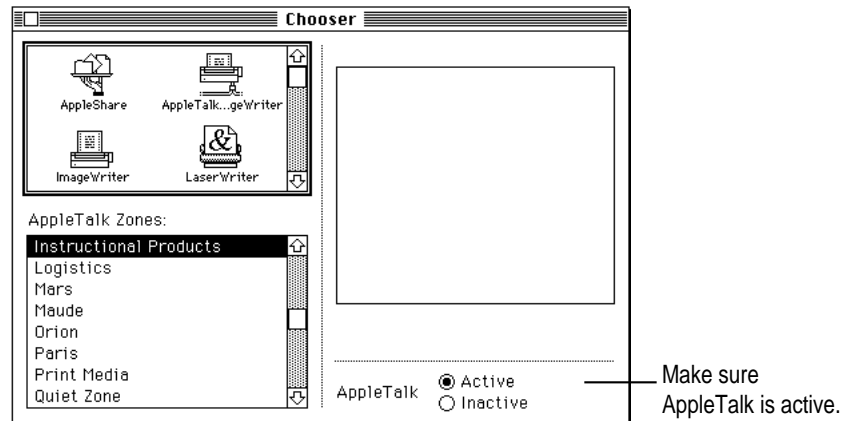 Chooser
AppleShare
AppleTalk...geWriter
ImageWriter
&
LaserWriter
AppleTalk Zones:
Instructional Products
Logistics
Mars
Maude
Orion
Paris
Print Media
Quiet Zone
AppleTalk
Active
Inactive
Make sure
AppleTalk is active.